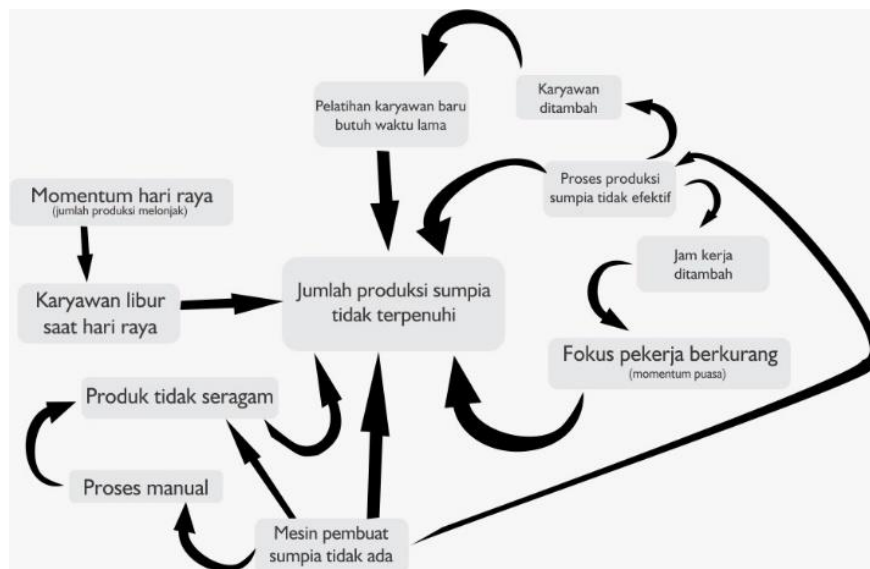 Pelatihan karyawan baru
butuh waktu lama
Karyawan
ditambah
Proses produksi
sumpia tidak efektif
Momentum hari raya
(jumlah produksi melonjak)
Jam kerja
ditambah
Karyawan libur
saat hari raya
Jumlah produksi sumpia
tidak terpenuhi
Fokus pekerja berkurang
(momentum puasa)
Produk tidak seragam
Proses manual
Mesin pembuat
sumpia tidak ada